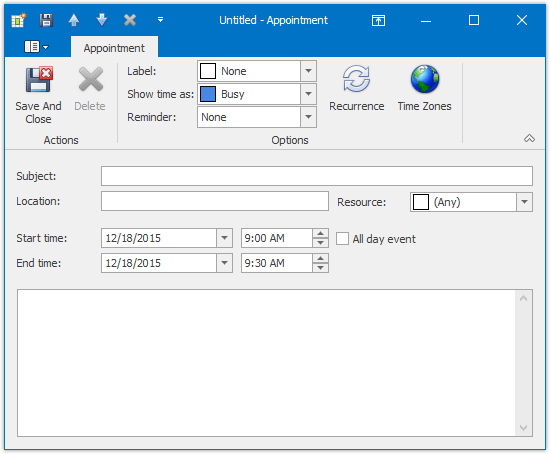 Untitled - Appointment
Appointment
Save And
Close
Delete
Actions
Label: None
Show time as: Busy
Reminder: None
Recurrence
Time Zones
Options
Subject:
Location:
Resource: (Any)
Start time: 12/18/2015 9:00 AM All day event
End time: 12/18/2015 9:30 AM